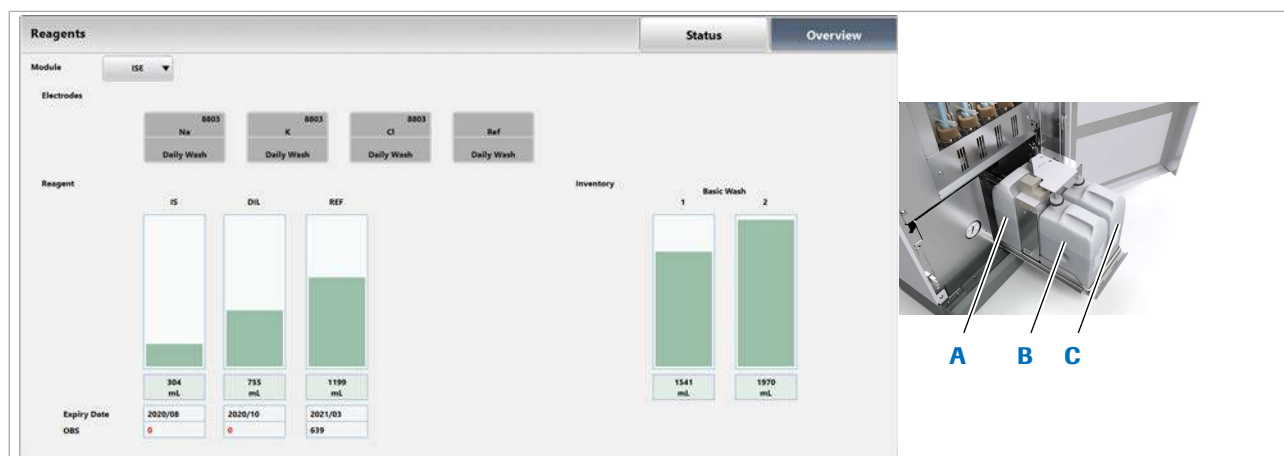 Reagents
Status
Overview
Module
ISE
Electrodes
8803 8803 8803
Na K Cl Ref
Daily Wash Daily Wash Daily Wash Daily Wash
Reagent
Inventory
Basic Wash
IS DIL REF
1 2
304 755 1199 1541 1970
mL mL mL mL mL
Expiry Date 2020/08 2020/10 2021/03
OBS 0 0 639
A B C